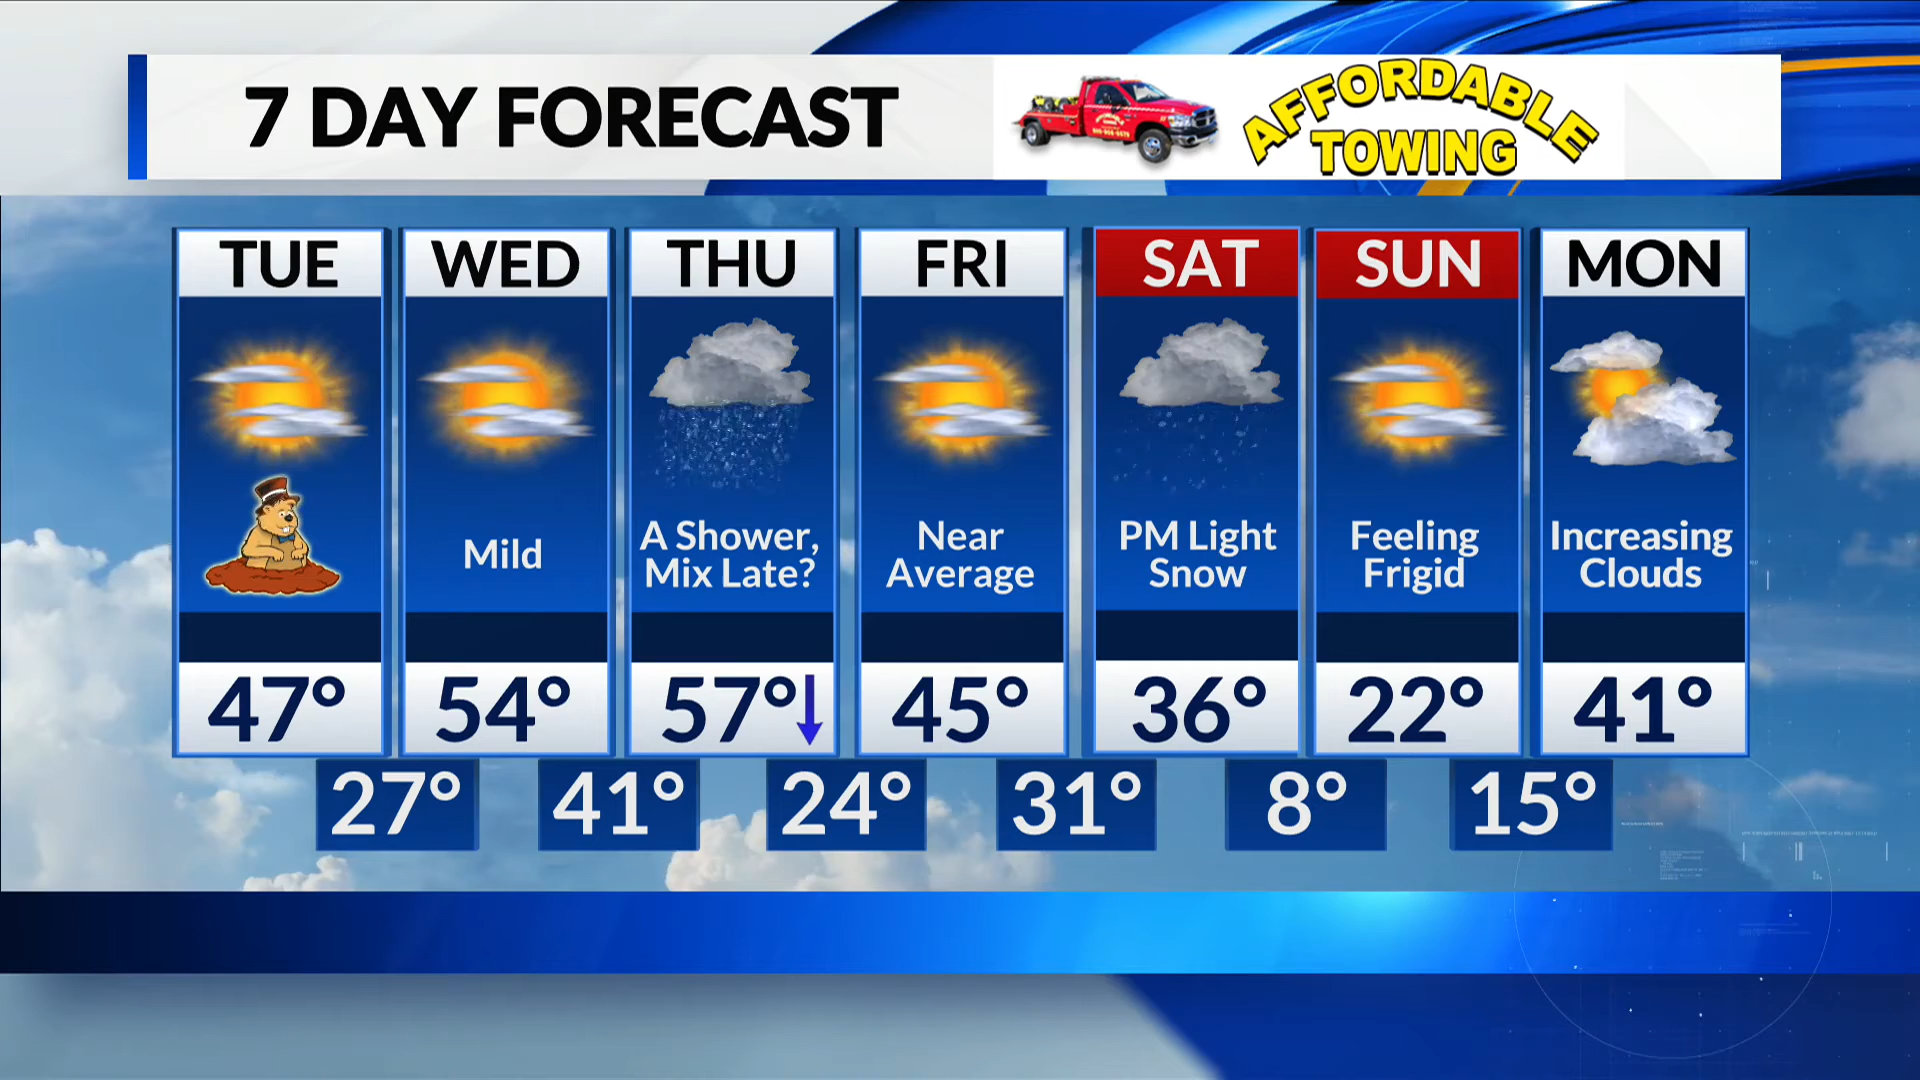 7 DAY FORECAST
AFFORDABLE
TOWING
TUE
WED
THU
FRI
SAT
SUN
MON
Mild
A Shower,
Mix Late?
Near
Average
PM Light
Snow
Feeling
Frigid
Increasing
Clouds
47°
54°
57°
45°
36°
22°
41°
27°
41°
24°
31°
8°
15°